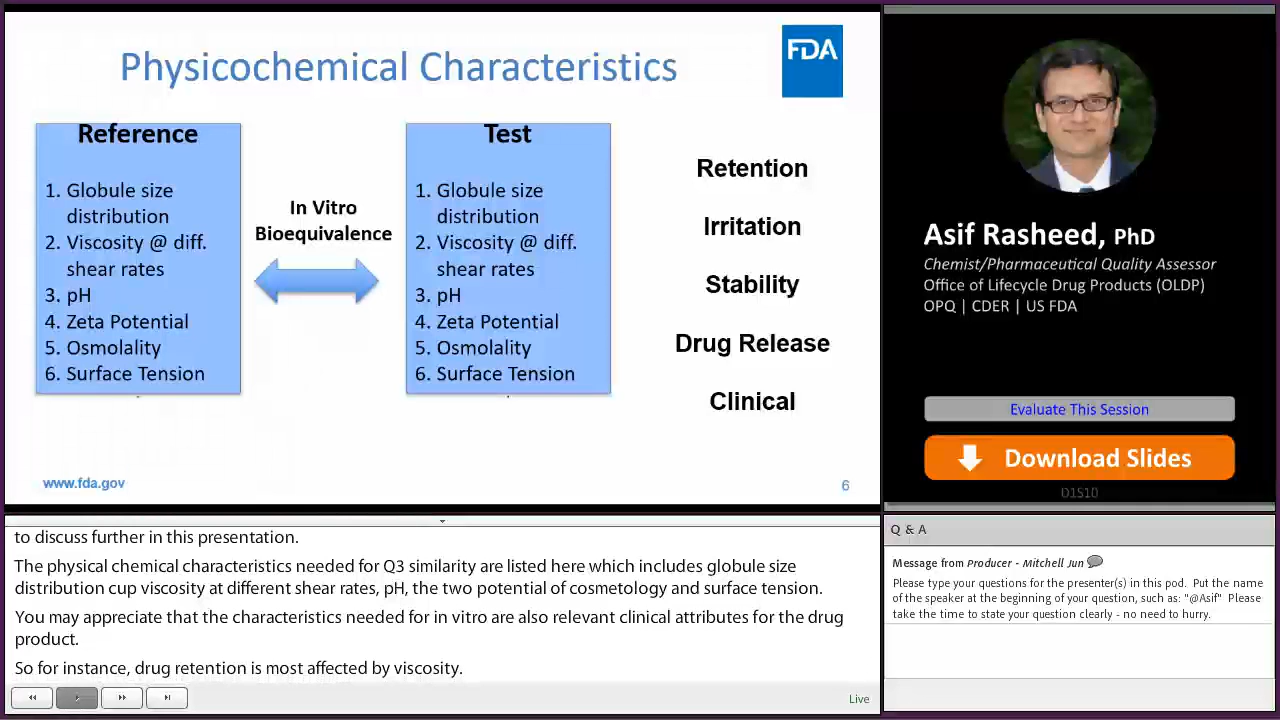 Physicochemical Characteristics
FDA
Reference
1. Globule size
distribution
2. Viscosity @ diff.
shear rates
3. pH
4. Zeta Potential
5. Osmolality
6. Surface Tension
In Vitro
Bioequivalence
Test
1. Globule size
distribution
2. Viscosity @ diff.
shear rates
3. pH
4. Zeta Potential
5. Osmolality
6. Surface Tension
Retention
Irritation
Stability
Drug Release
Clinical
www.fda.gov
6
Asif Rasheed, PhD
Chemist/Pharmaceutical Quality Assessor
Office of Lifecycle Drug Products (OLDP)
OPQ | CDER | US FDA
Evaluate This Session
Download Slides
D1S10
to discuss further in this presentation.
The physical chemical characteristics needed for Q3 similarity are listed here which includes globule size
distribution cup viscosity at different shear rates, pH, the two potential of cosmetology and surface tension.
You may appreciate that the characteristics needed for in vitro are also relevant clinical attributes for the drug
product.
So for instance, drug retention is most affected by viscosity.
Live
Q & A
Message from Producer - Mitchell Jun
Please type your questions for the presenter(s) in this pod. Put the name
of the speaker at the beginning of your question, such as: "@Asif" Please
take the time to state your question clearly - no need to hurry.